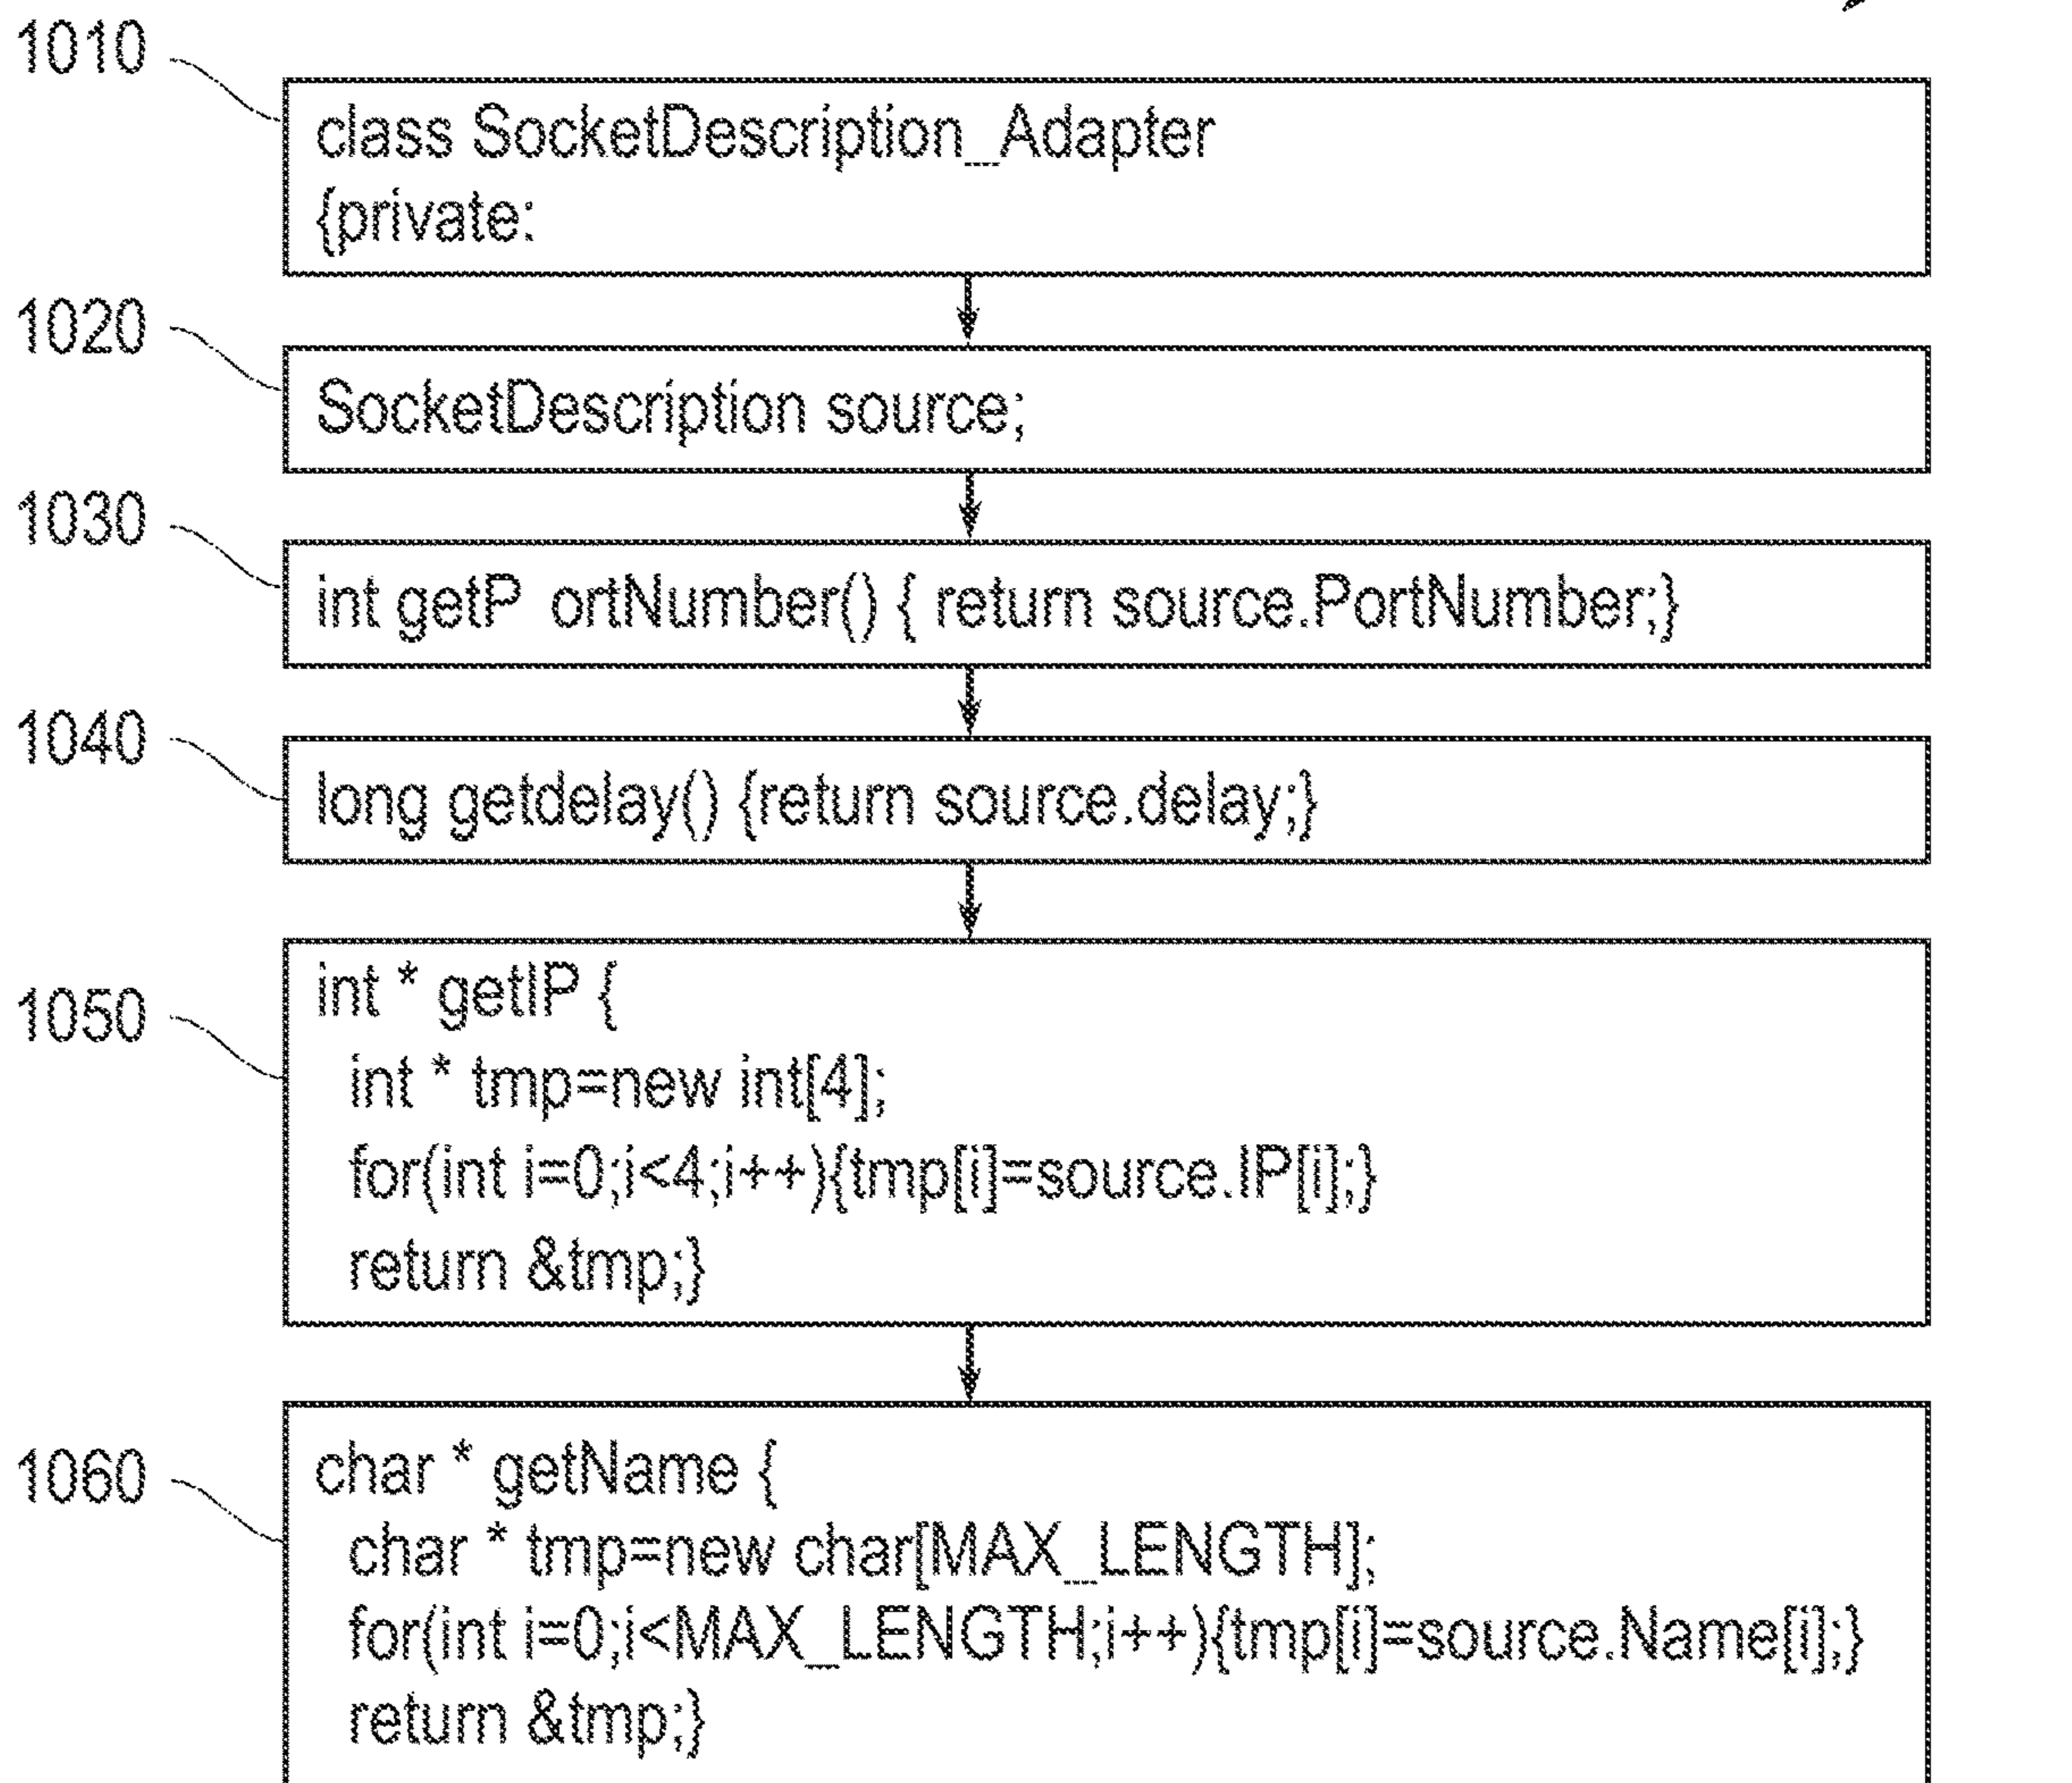 1010
class SocketDescription_Adapter
{private:
1020
SocketDescription source;
1030
int getP ortNumber() { return source.PortNumber;}
1040
long getdelay() {return source.delay;}
1050
int * getIP {
int * tmp=new int[4];
for(int i=0;i<4;i++){tmp[i]=source.IP[i];}
return &tmp;}
1060
char * getName {
char * tmp=new char[MAX_LENGTH];
for(int i=0;i<MAX_LENGTH;i++){tmp[i]=source.Name[i];}
return &tmp;}